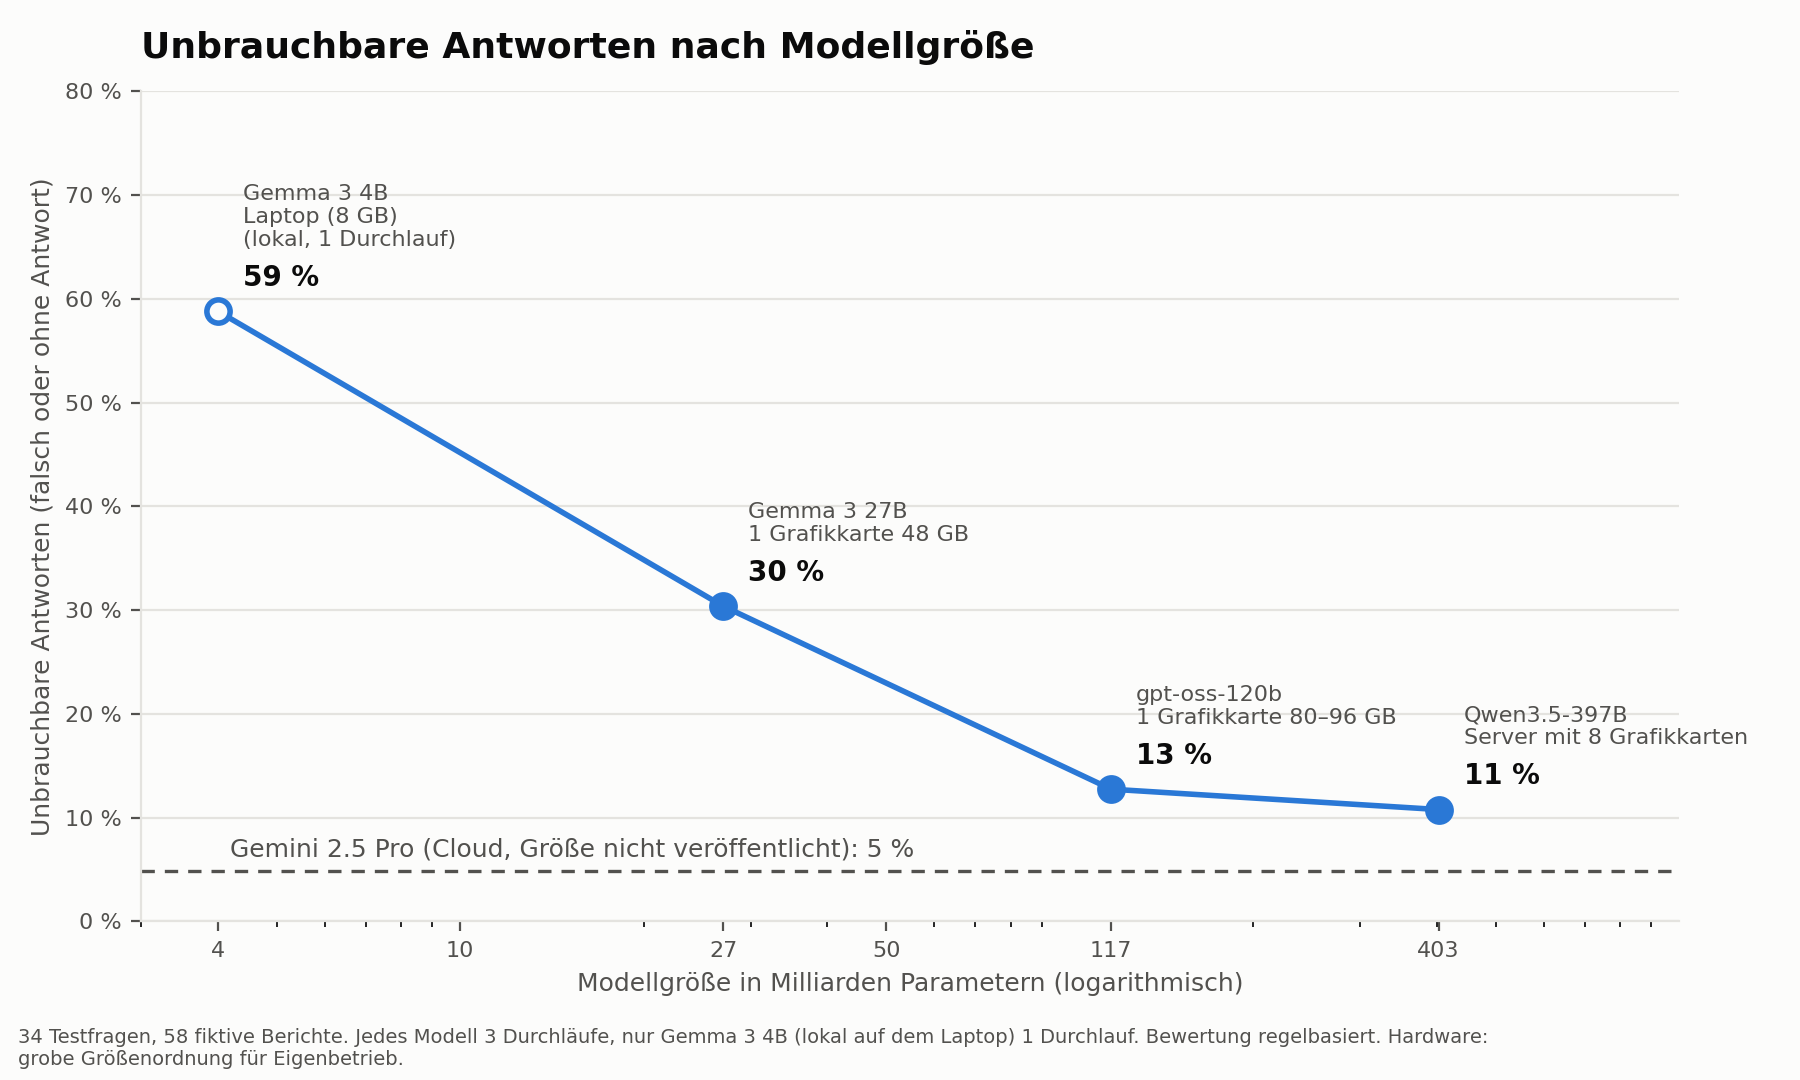 Unbrauchbare Antworten nach Modellgröße
Unbrauchbare Antworten (falsch oder ohne Antwort)
80 %
70 %
60 %
50 %
40 %
30 %
20 %
10 %
0 %
Gemma 3 4B
Laptop (8 GB)
(lokal, 1 Durchlauf)
59 %
Gemma 3 27B
1 Grafikkarte 48 GB
30 %
gpt-oss-120b
1 Grafikkarte 80–96 GB
13 %
Qwen3.5-397B
Server mit 8 Grafikkarten
11 %
Gemini 2.5 Pro (Cloud, Größe nicht veröffentlicht): 5 %
4 10 27 50 117 403
Modellgröße in Milliarden Parametern (logarithmisch)
34 Testfragen, 58 fiktive Berichte. Jedes Modell 3 Durchläufe, nur Gemma 3 4B (lokal auf dem Laptop) 1 Durchlauf. Bewertung regelbasiert. Hardware:
grobe Größenordnung für Eigenbetrieb.